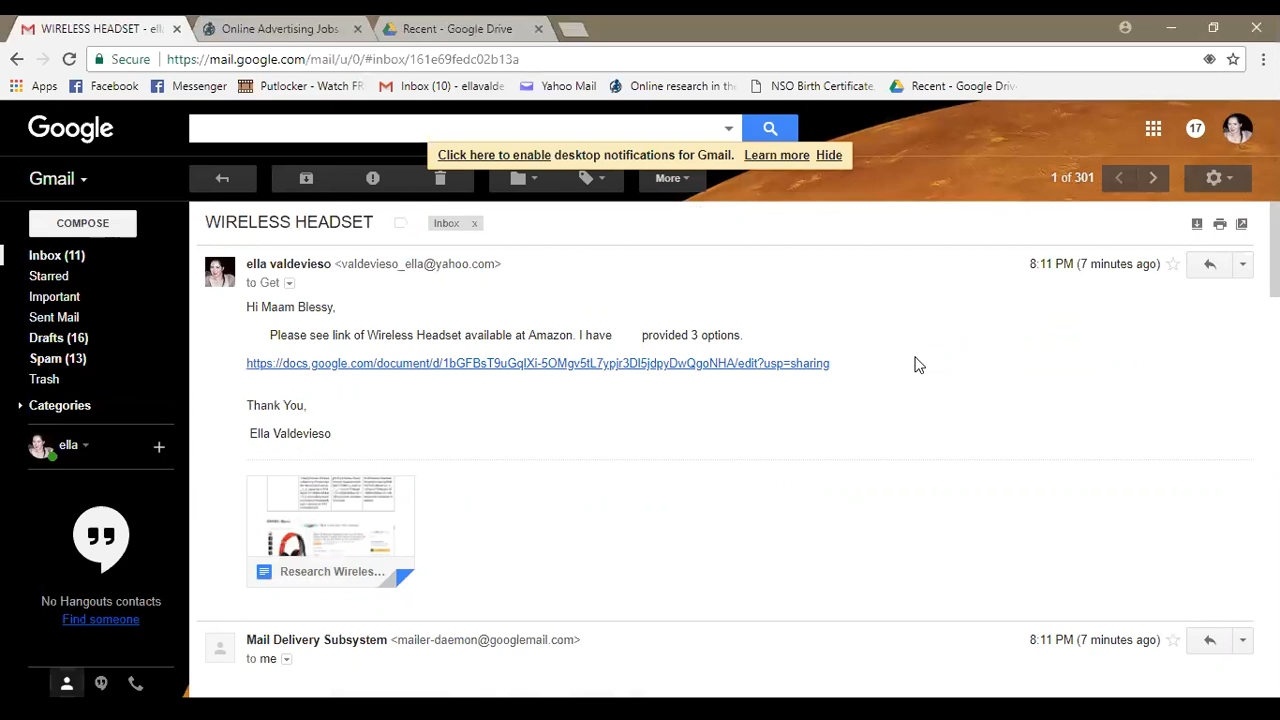 WIRELESS HEADSET - ella
Online Advertising Jobs
Recent - Google Drive
Secure
https://mail.google.com/mail/u/0/#inbox/161e69fedc02b13a
Apps
Facebook
Messenger
Putlocker - Watch FR
Inbox (10) - ellavalde
Yahoo Mail
Online research in the
NSO Birth Certificate
Recent - Google Driv
Google
17
Click here to enable desktop notifications for Gmail. Learn more Hide
Gmail
More
1 of 301
COMPOSE
Inbox (11)
Starred
Important
Sent Mail
Drafts (16)
Spam (13)
Trash
Categories
ella
No Hangouts contacts
Find someone
WIRELESS HEADSET
Inbox x
ella valdevieso <valdevieso_ella@yahoo.com>
8:11 PM (7 minutes ago)
to Get
Hi Maam Blessy,
Please see link of Wireless Headset available at Amazon. I have provided 3 options.
https://docs.google.com/document/d/1bGFBsT9uGqIXi-5OMgv5tL7ypjr3Dl5jdpyDwQgoNHA/edit?usp=sharing
Thank You,
Ella Valdevieso
Research Wireles...
Mail Delivery Subsystem <mailer-daemon@googlemail.com>
8:11 PM (7 minutes ago)
to me